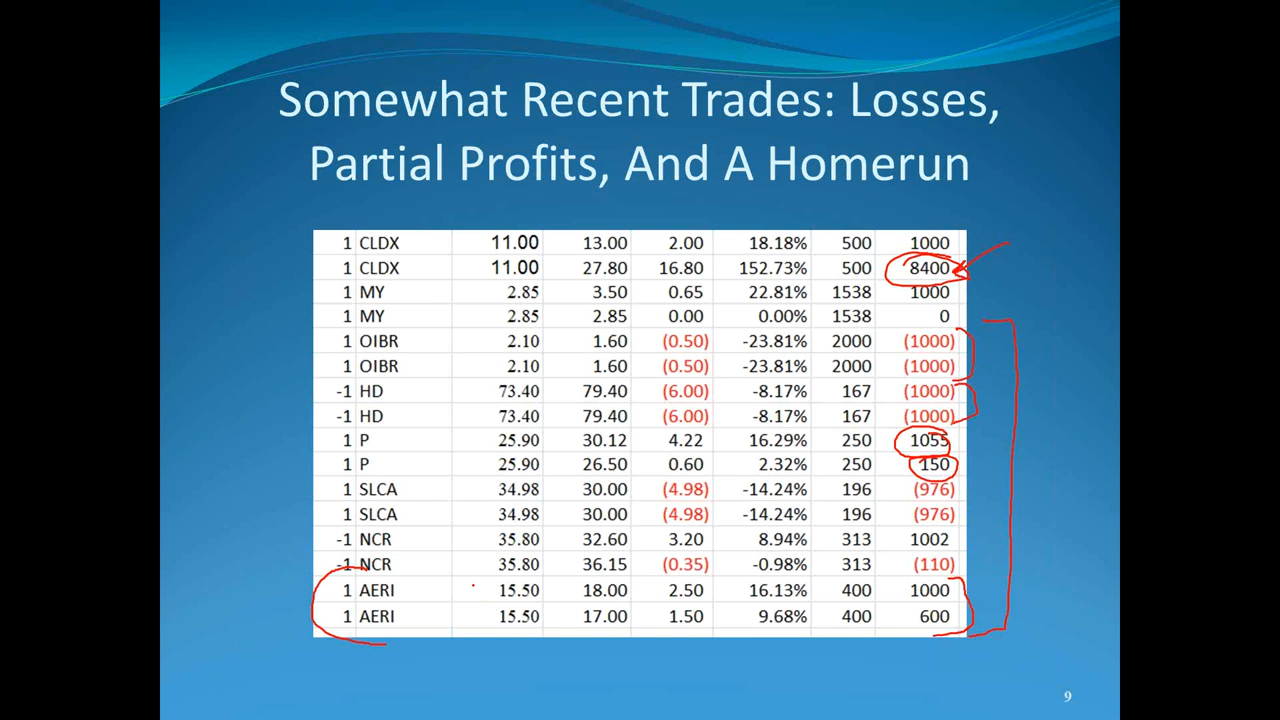 Somewhat Recent Trades: Losses,
Partial Profits, And A Homerun
1 CLDX 11.00 13.00 2.00 18.18% 500 1000
1 CLDX 11.00 27.80 16.80 152.73% 500 8400
1 MY 2.85 3.50 0.65 22.81% 1538 1000
1 MY 2.85 2.85 0.00 0.00% 1538 0
1 OIBR 2.10 1.60 (0.50) -23.81% 2000 (1000)
1 OIBR 2.10 1.60 (0.50) -23.81% 2000 (1000)
-1 HD 73.40 79.40 (6.00) -8.17% 167 (1000)
-1 HD 73.40 79.40 (6.00) -8.17% 167 (1000)
1 P 25.90 30.12 4.22 16.29% 250 1055
1 P 25.90 26.50 0.60 2.32% 250 150
1 SLCA 34.98 30.00 (4.98) -14.24% 196 (976)
1 SLCA 34.98 30.00 (4.98) -14.24% 196 (976)
-1 NCR 35.80 32.60 3.20 8.94% 313 1002
-1 NCR 35.80 36.15 (0.35) -0.98% 313 (110)
1 AERI 15.50 18.00 2.50 16.13% 400 1000
1 AERI 15.50 17.00 1.50 9.68% 400 600
9